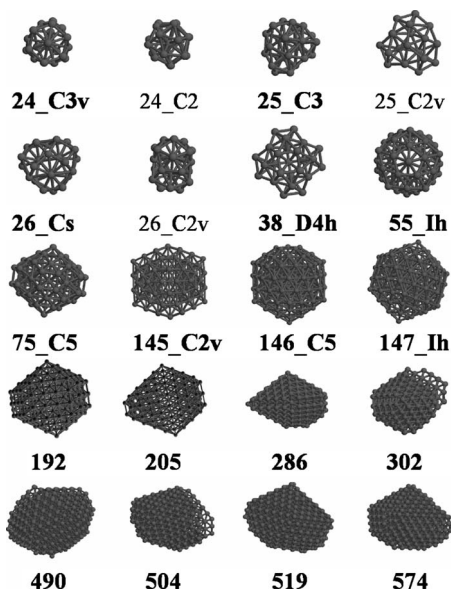 24_C3v 24_C2 25_C3 25_C2v
26_Cs 26_C2v 38_D4h 55_Ih
75_C5 145_C2v 146_C5 147_Ih
192 205 286 302
490 504 519 574